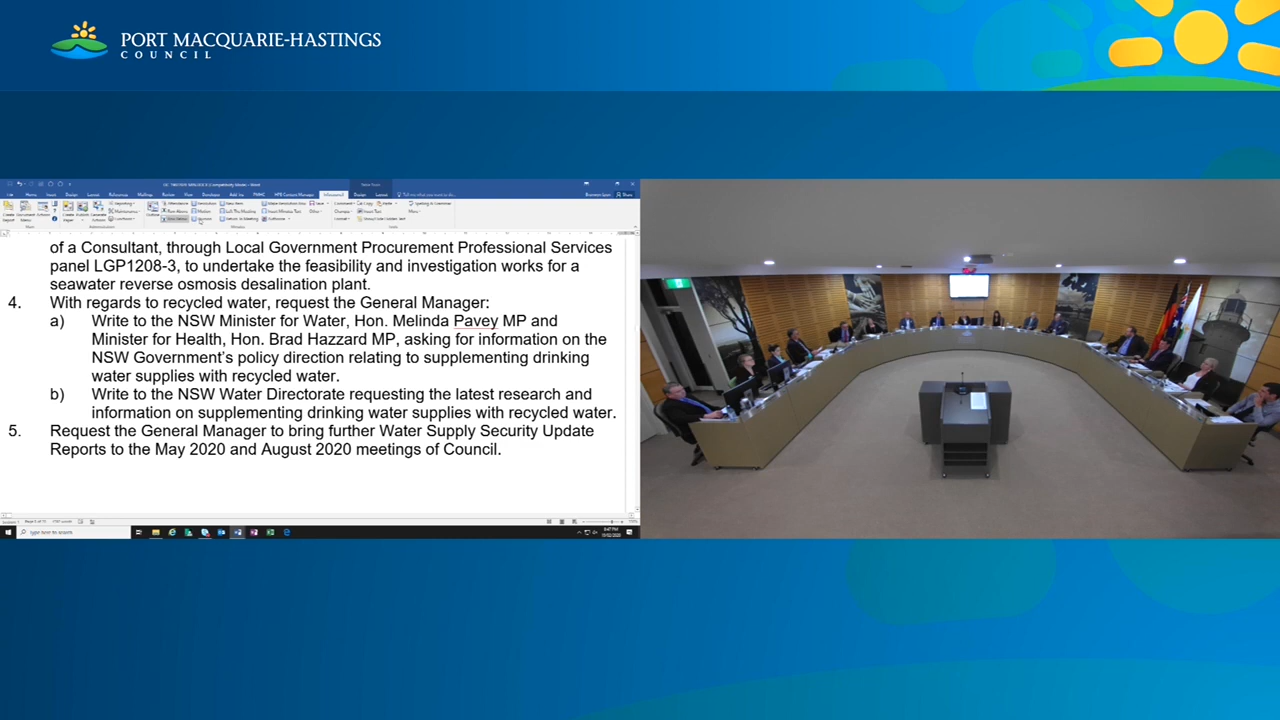 PORT MACQUARIE-HASTINGS
COUNCIL
of a Consultant, through Local Government Procurement Professional Services
panel LGP1208-3, to undertake the feasibility and investigation works for a
seawater reverse osmosis desalination plant.
4. With regards to recycled water, request the General Manager:
a) Write to the NSW Minister for Water, Hon. Melinda Pavey MP and
Minister for Health, Hon. Brad Hazzard MP, asking for information on the
NSW Government's policy direction relating to supplementing drinking
water supplies with recycled water.
b) Write to the NSW Water Directorate requesting the latest research and
information on supplementing drinking water supplies with recycled water.
5. Request the General Manager to bring further Water Supply Security Update
Reports to the May 2020 and August 2020 meetings of Council.
Type here to search